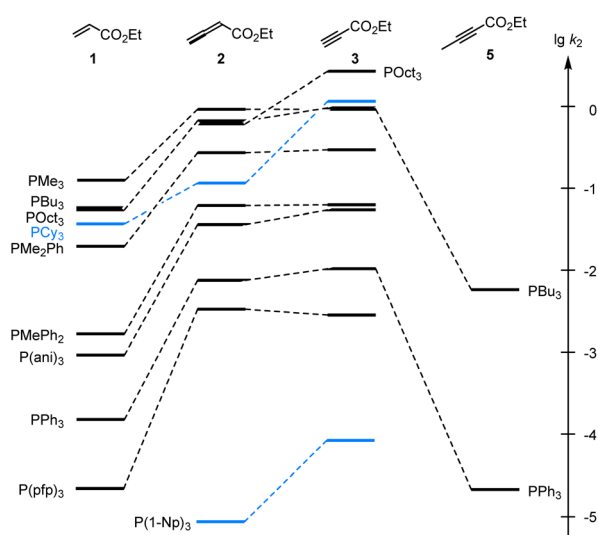 CO₂Et
CO₂Et
CO₂Et
CO₂Et
1
2
3
5
lg k₂
POct₃
0
PMe₃
-1
PBu₃
POct₃
PCy₃
PMe₂Ph
-2
PBu₃
PMePh₂
-3
P(ani)₃
PPh₃
-4
P(pfp)₃
PPh₃
P(1-Np)₃
-5